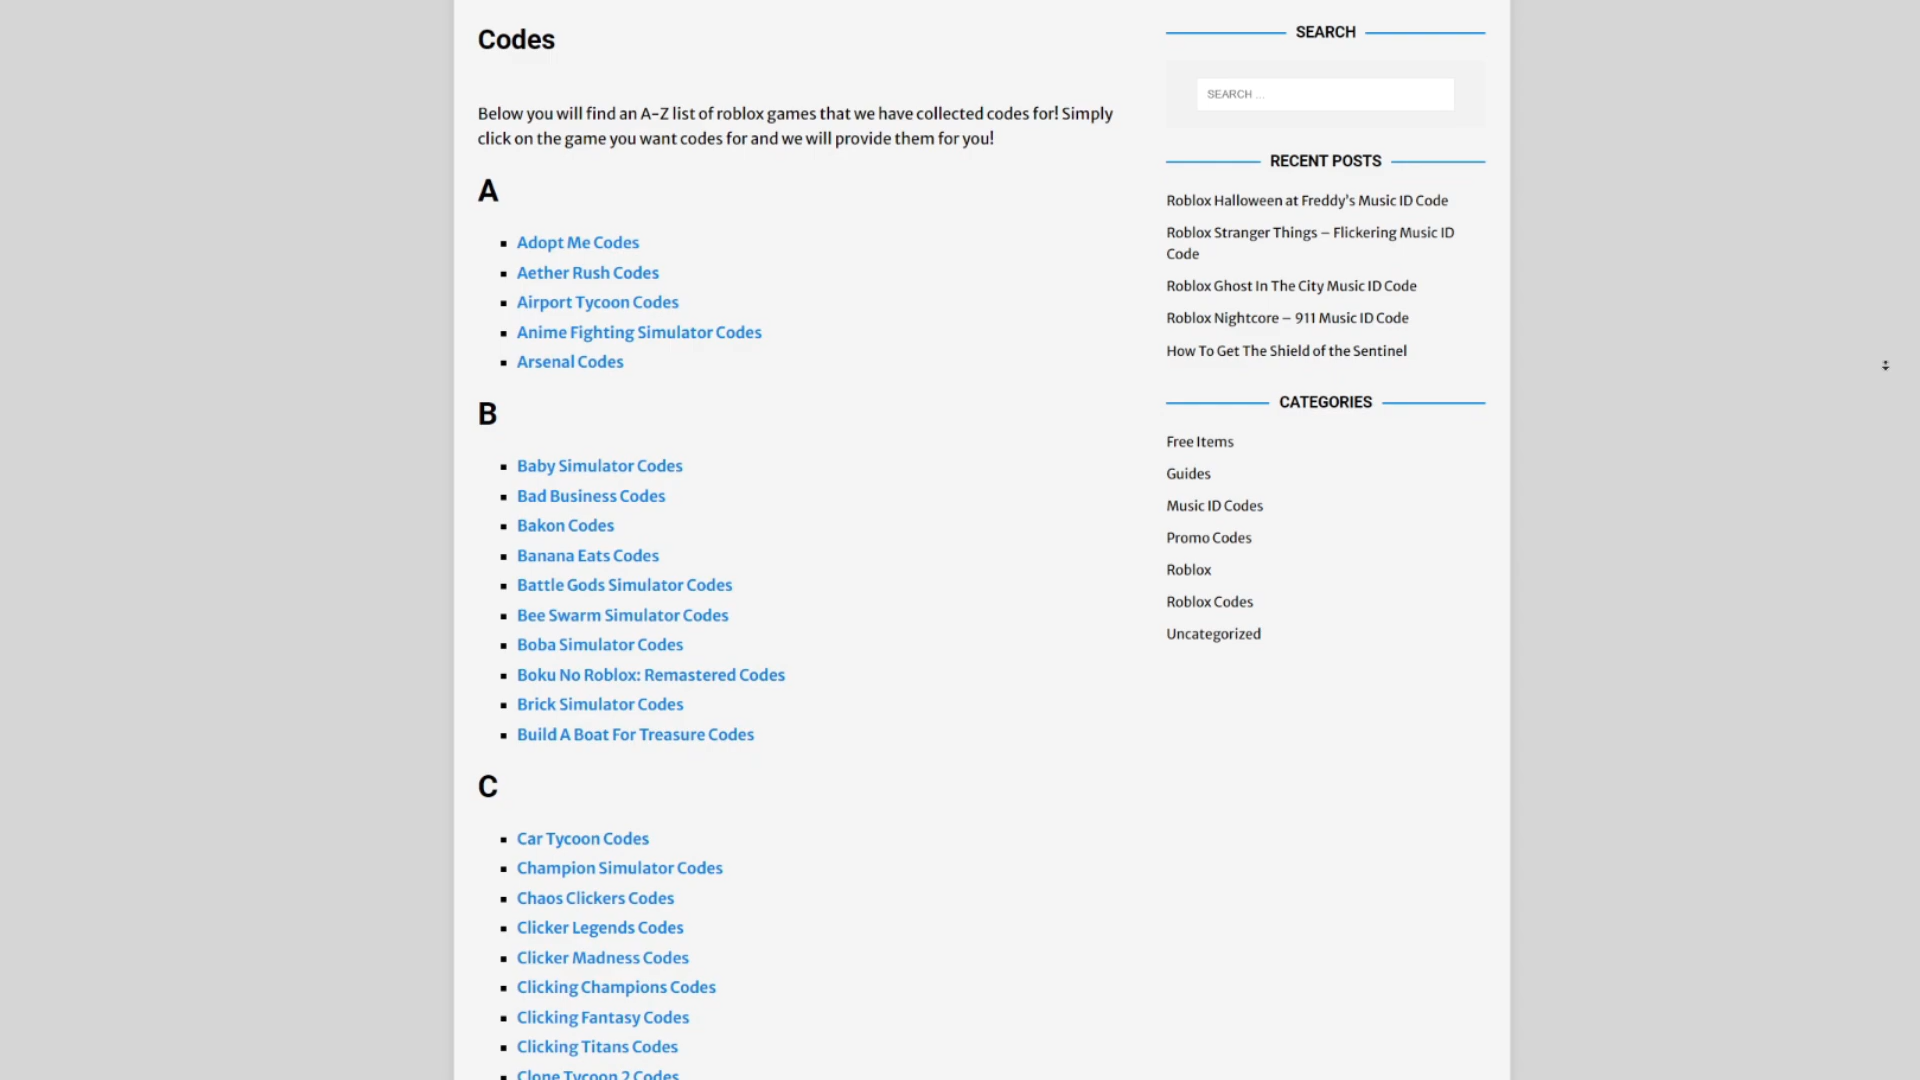 Codes
Below you will find an A-Z list of roblox games that we have collected codes for! Simply
click on the game you want codes for and we will provide them for you!
A
Adopt Me Codes
Aether Rush Codes
Airport Tycoon Codes
Anime Fighting Simulator Codes
Arsenal Codes
B
Baby Simulator Codes
Bad Business Codes
Bakon Codes
Banana Eats Codes
Battle Gods Simulator Codes
Bee Swarm Simulator Codes
Boba Simulator Codes
Boku No Roblox: Remastered Codes
Brick Simulator Codes
Build A Boat For Treasure Codes
C
Car Tycoon Codes
Champion Simulator Codes
Chaos Clickers Codes
Clicker Legends Codes
Clicker Madness Codes
Clicking Champions Codes
Clicking Fantasy Codes
Clicking Titans Codes
Clone Tycoon 2 Codes
SEARCH
SEARCH ...
RECENT POSTS
Roblox Halloween at Freddy's Music ID Code
Roblox Stranger Things – Flickering Music ID
Code
Roblox Ghost In The City Music ID Code
Roblox Nightcore – 911 Music ID Code
How To Get The Shield of the Sentinel
CATEGORIES
Free Items
Guides
Music ID Codes
Promo Codes
Roblox
Roblox Codes
Uncategorized